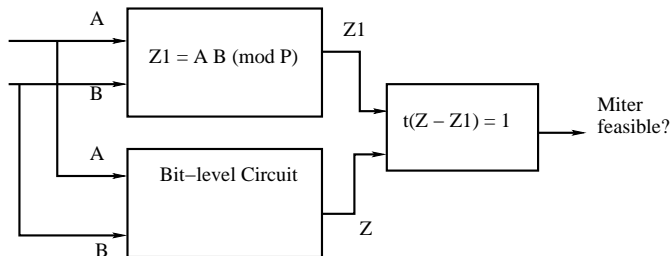 A
Z1 = A B (mod P)
Z1
B
t(Z − Z1) = 1
Miter
feasible?
A
Bit−level Circuit
Z
B